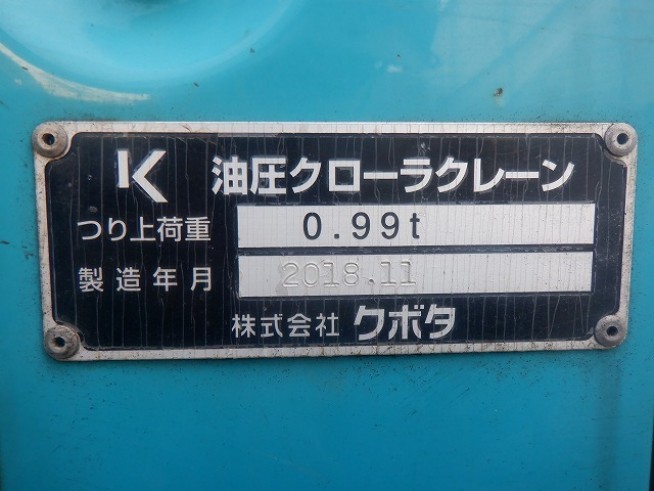 K 油圧クローラクレーン
つり上荷重 0.99t
製造年月 2018.11
株式会社 クボタ